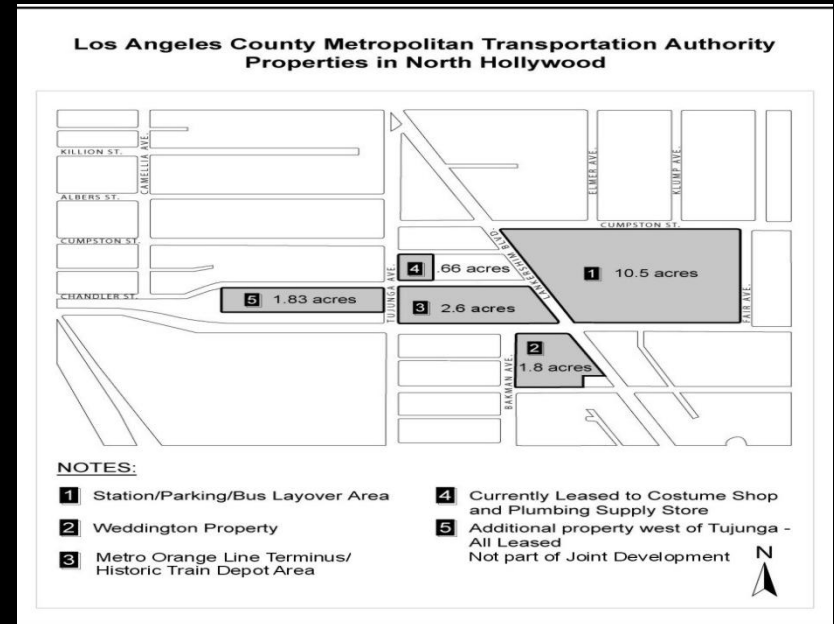 Los Angeles County Metropolitan Transportation Authority
Properties in North Hollywood
KILLION ST.
CAMELLIA AVE.
ALBERS ST.
ELMER AVE.
KLUMP AVE.
CUMPSTON ST.
CUMPSTON ST.
LANKERSHIM BLVD.
4 .66 acres
1 10.5 acres
CHANDLER ST.
5 1.83 acres
TUJUNGA AVE.
3 2.6 acres
FAIR AVE.
2
1.8 acres
BAKMAN AVE.
NOTES:
1 Station/Parking/Bus Layover Area
2 Weddington Property
3 Metro Orange Line Terminus/
Historic Train Depot Area
4 Currently Leased to Costume Shop
and Plumbing Supply Store
5 Additional property west of Tujunga -
All Leased
Not part of Joint Development
N